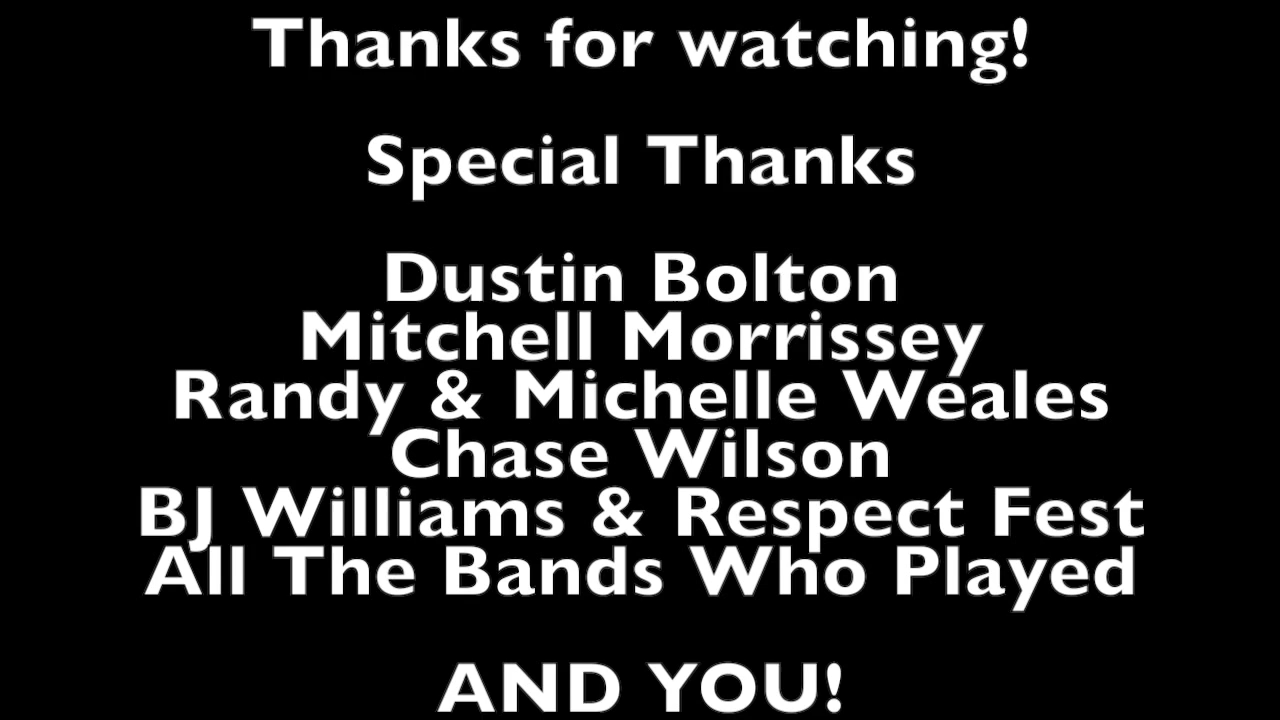 Thanks for watching!
Special Thanks
Dustin Bolton
Mitchell Morrissey
Randy & Michelle Weales
Chase Wilson
BJ Williams & Respect Fest
All The Bands Who Played
AND YOU!